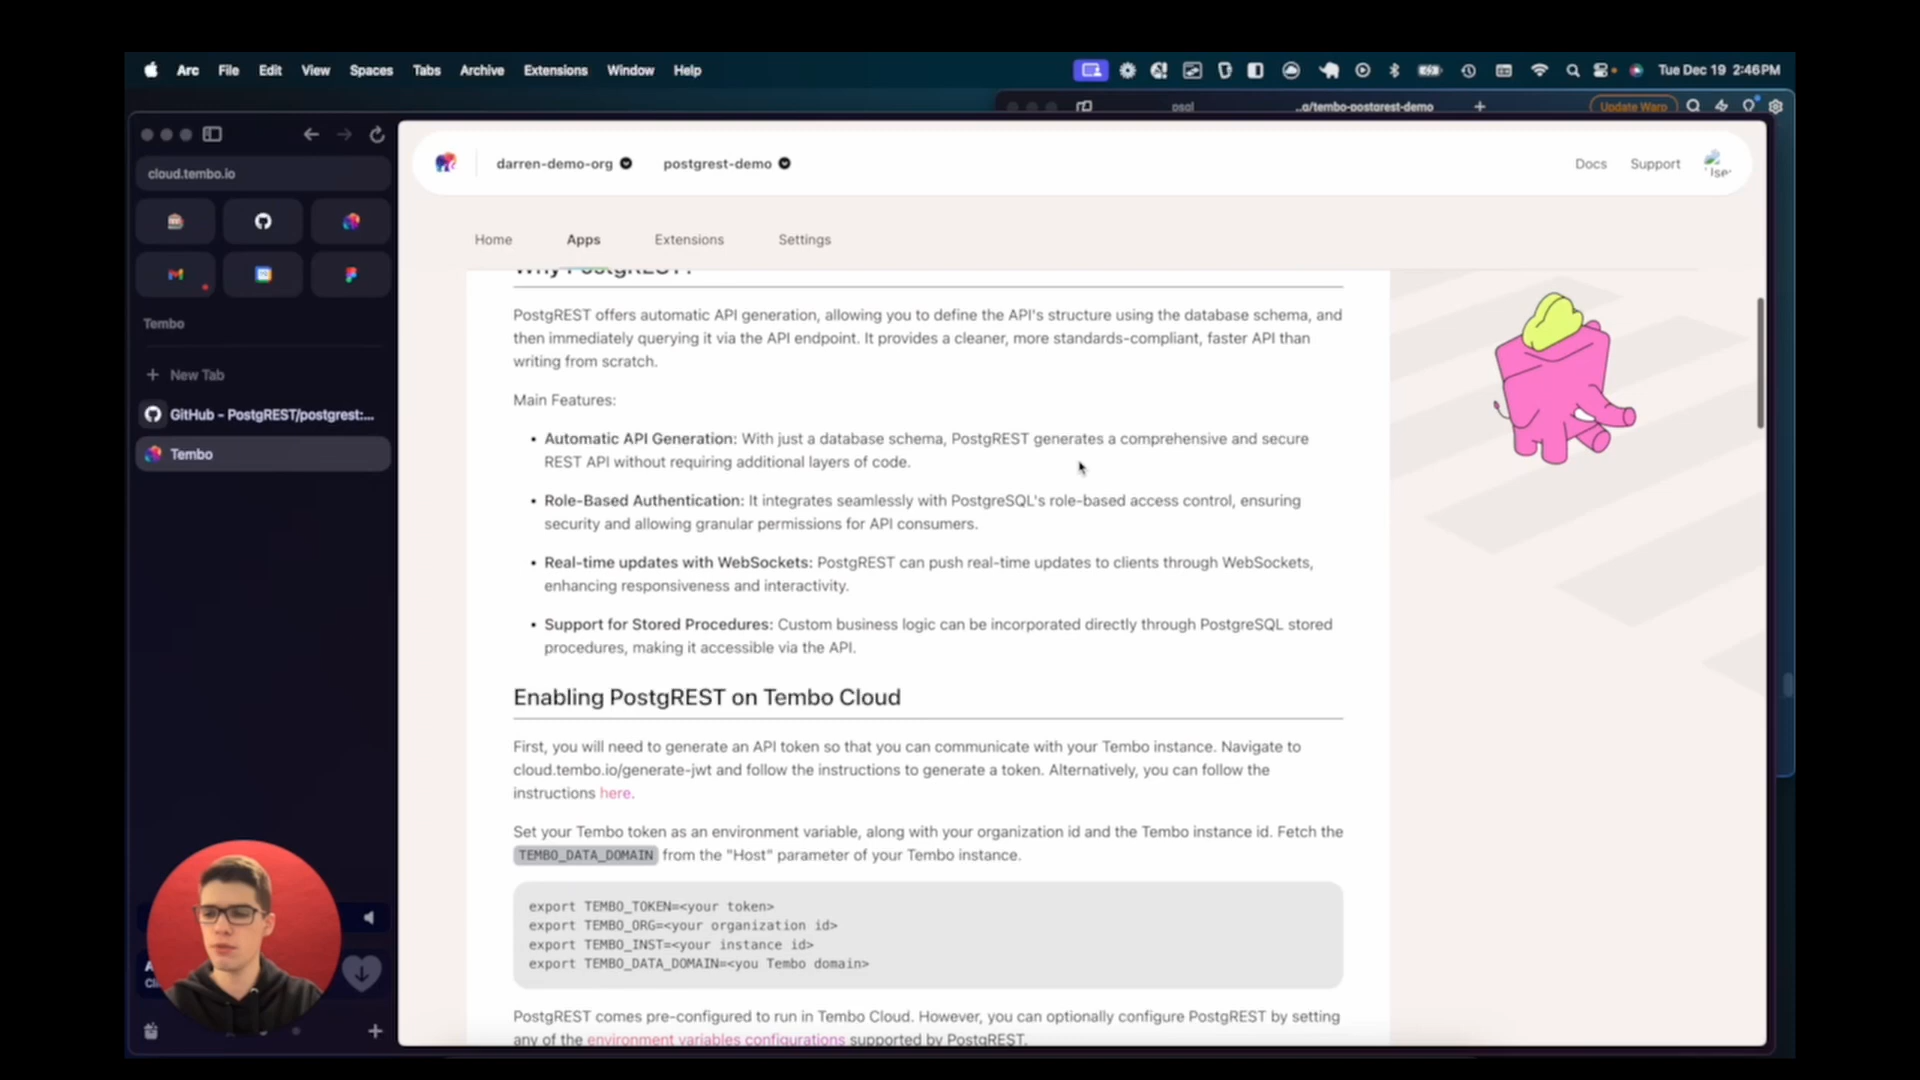 Arc File Edit View Spaces Tabs Archive Extensions Window Help
Tue Dec 19 2:46PM
psql
..o/tembo-postgrest-demo
Update Warp
cloud.tembo.io
darren-demo-org
postgrest-demo
Docs
Support
Home
Apps
Extensions
Settings
Tembo
New Tab
GitHub - PostgREST/postgrest:...
Tembo
Why PostgREST?
PostgREST offers automatic API generation, allowing you to define the API's structure using the database schema, and
then immediately querying it via the API endpoint. It provides a cleaner, more standards-compliant, faster API than
writing from scratch.
Main Features:
• Automatic API Generation: With just a database schema, PostgREST generates a comprehensive and secure
REST API without requiring additional layers of code.
• Role-Based Authentication: It integrates seamlessly with PostgreSQL's role-based access control, ensuring
security and allowing granular permissions for API consumers.
• Real-time updates with WebSockets: PostgREST can push real-time updates to clients through WebSockets,
enhancing responsiveness and interactivity.
• Support for Stored Procedures: Custom business logic can be incorporated directly through PostgreSQL stored
procedures, making it accessible via the API.
Enabling PostgREST on Tembo Cloud
First, you will need to generate an API token so that you can communicate with your Tembo instance. Navigate to
cloud.tembo.io/generate-jwt and follow the instructions to generate a token. Alternatively, you can follow the
instructions here.
Set your Tembo token as an environment variable, along with your organization id and the Tembo instance id. Fetch the
TEMBO_DATA_DOMAIN from the "Host" parameter of your Tembo instance.
export TEMBO_TOKEN=<your token>
export TEMBO_ORG=<your organization id>
export TEMBO_INST=<your instance id>
export TEMBO_DATA_DOMAIN=<you Tembo domain>
PostgREST comes pre-configured to run in Tembo Cloud. However, you can optionally configure PostgREST by setting
any of the environment variables configurations supported by PostgREST.